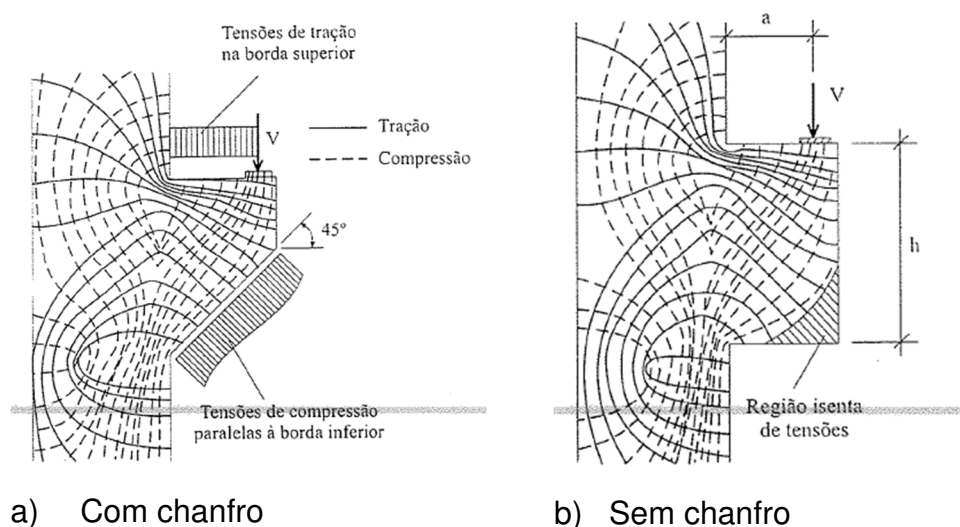 Tensões de tração
na borda superior
V
Tração
Compressão
45º
Tensões de compressão
paralelas à borda inferior
a) Com chanfro
a
V
h
Região isenta
de tensões
b) Sem chanfro